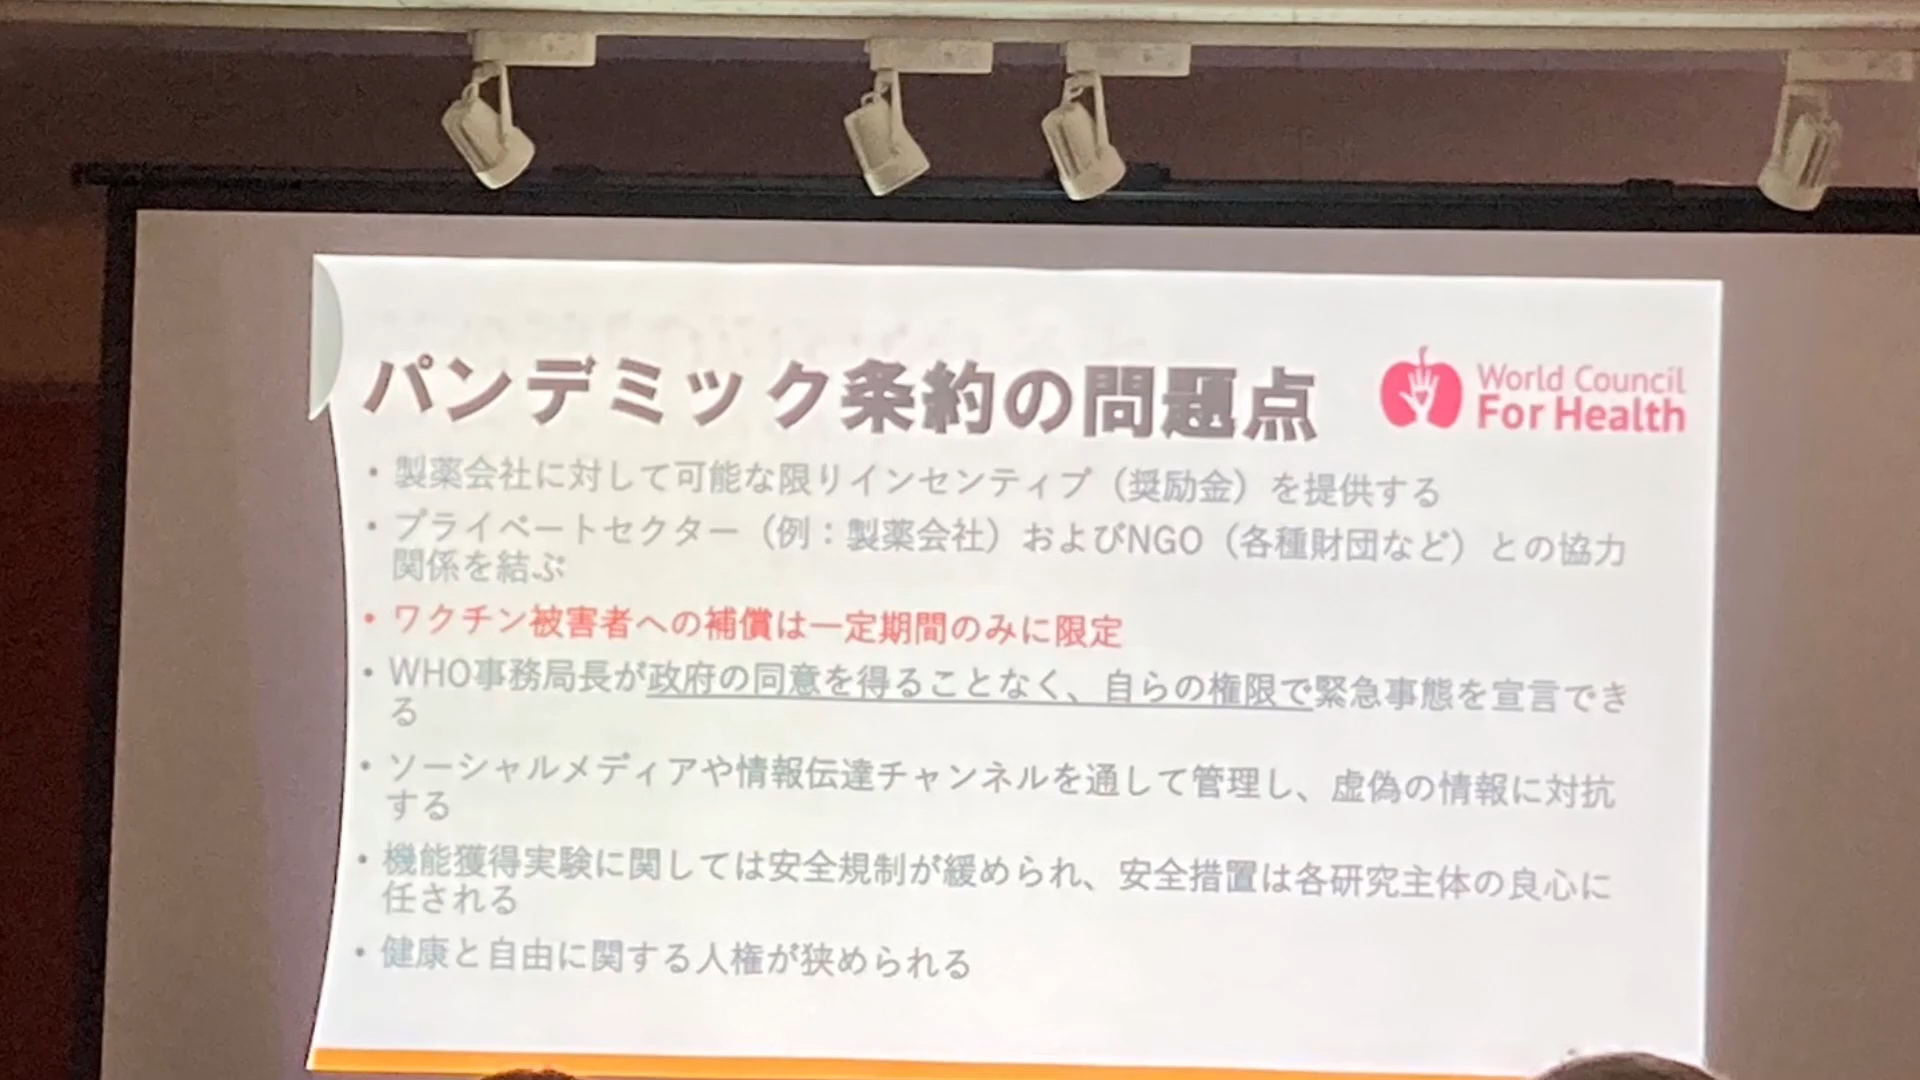 パンデミック条約の問題点
World Council
For Health
・製薬会社に対して可能な限りインセンティブ（奨励金）を提供する
・プライベートセクター（例：製薬会社）およびNGO（各種財団など）との協力
関係を結ぶ
・ワクチン被害者への補償は一定期間のみに限定
・WHO事務局長が政府の同意を得ることなく、自らの権限で緊急事態を宣言でき
る
・ソーシャルメディアや情報伝達チャンネルを通して管理し、虚偽の情報に対抗
する
・機能獲得実験に関しては安全規制が緩められ、安全措置は各研究主体の良心に
任される
・健康と自由に関する人権が狭められる